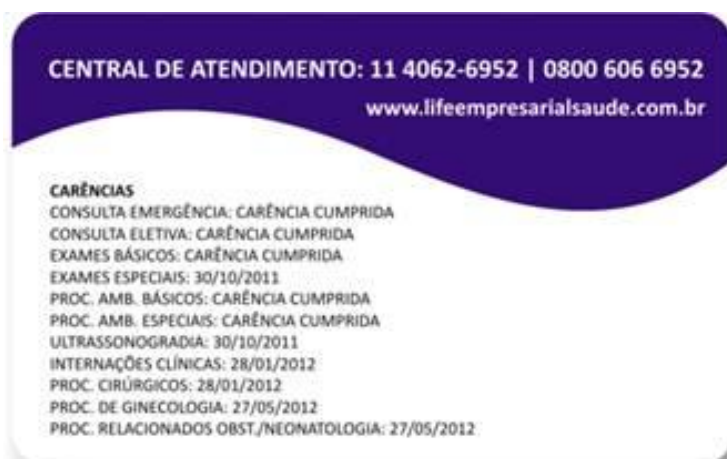 CENTRAL DE ATENDIMENTO: 11 4062-6952 | 0800 606 6952
www.lifeempresarialsaude.com.br
CARÊNCIAS
CONSULTA EMERGÊNCIA: CARÊNCIA CUMPRIDA
CONSULTA ELETIVA: CARÊNCIA CUMPRIDA
EXAMES BÁSICOS: CARÊNCIA CUMPRIDA
EXAMES ESPECIAIS: 30/10/2011
PROC. AMB. BÁSICOS: CARÊNCIA CUMPRIDA
PROC. AMB. ESPECIAIS: CARÊNCIA CUMPRIDA
ULTRASSONOGRADIA: 30/10/2011
INTERNAÇÕES CLÍNICAS: 28/01/2012
PROC. CIRÚRGICOS: 28/01/2012
PROC. DE GINECOLOGIA: 27/05/2012
PROC. RELACIONADOS OBST./NEONATOLOGIA: 27/05/2012